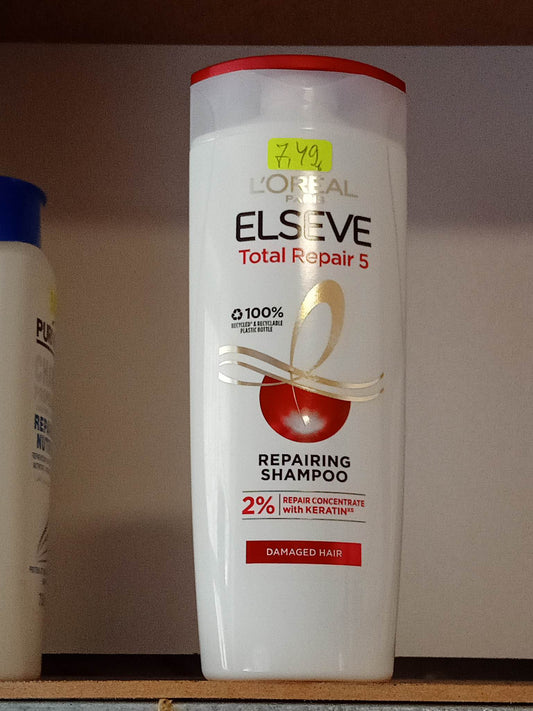 7,49
L'ORÉAL
PARIS
ELSEVE
Total Repair 5
100%
RECYCLED* & RECYCLABLE
PLASTIC BOTTLE
REPAIRING
SHAMPOO
2% REPAIR CONCENTRATE
with KERATIN
DAMAGED HAIR